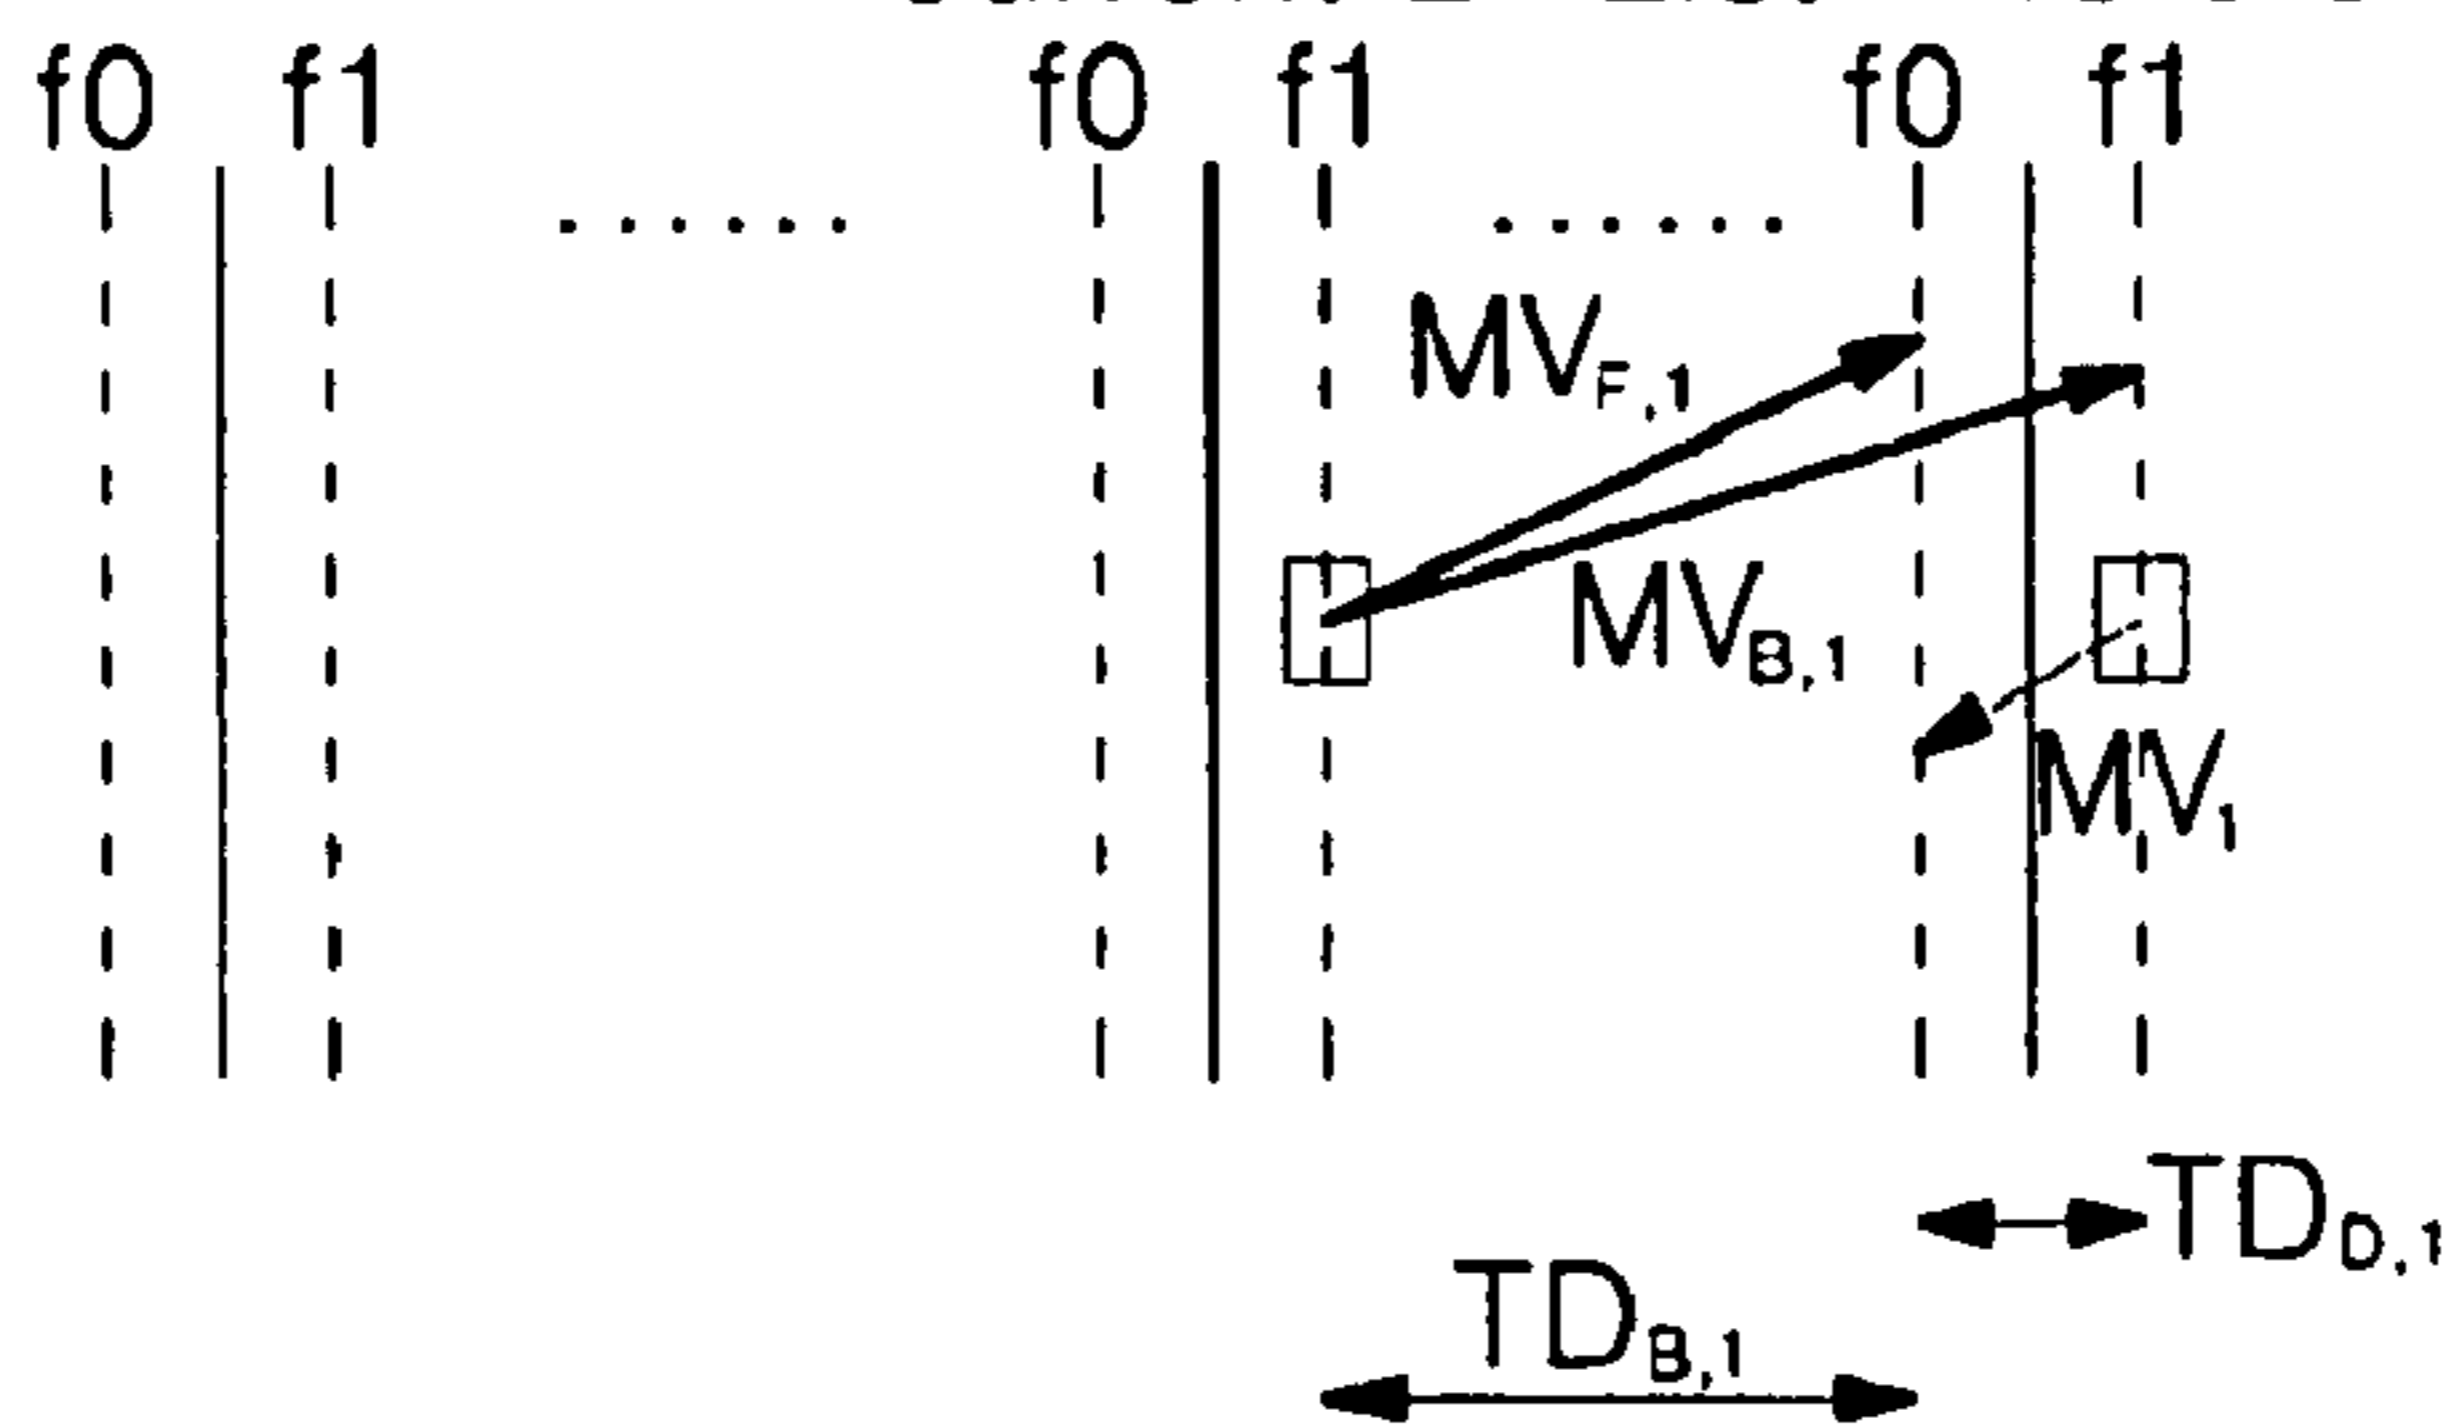 f0 f1 f0 f1 f0 f1
......  ......
MVF,1
MVB,1
MV1
TDD,1
TDB,1